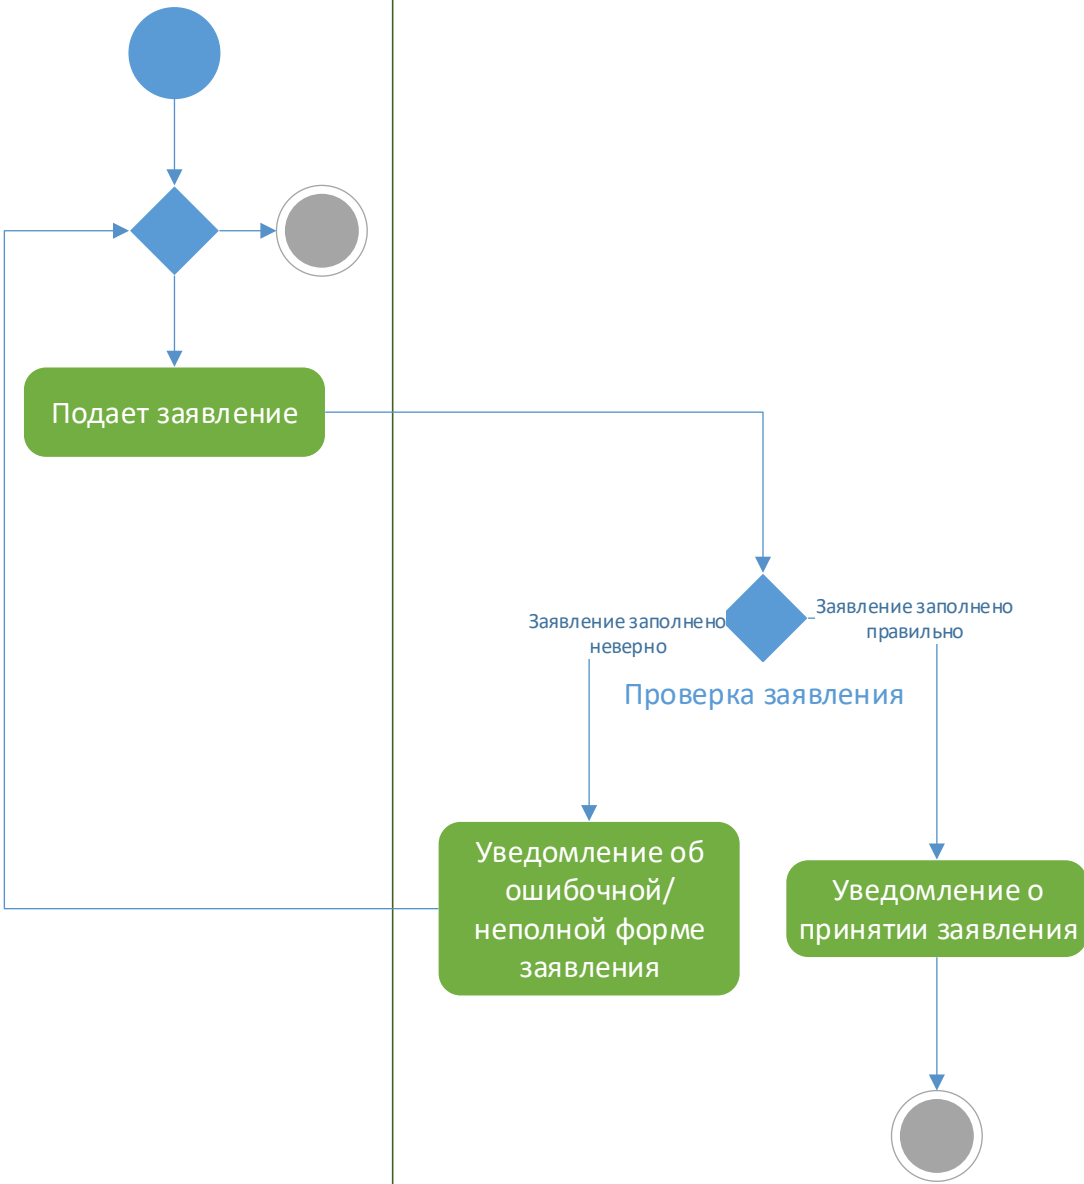 Подает заявление
Заявление заполнено
неверно
Заявление заполнено
правильно
Проверка заявления
Уведомление об
ошибочной/
неполной форме
заявления
Уведомление о
принятии заявления